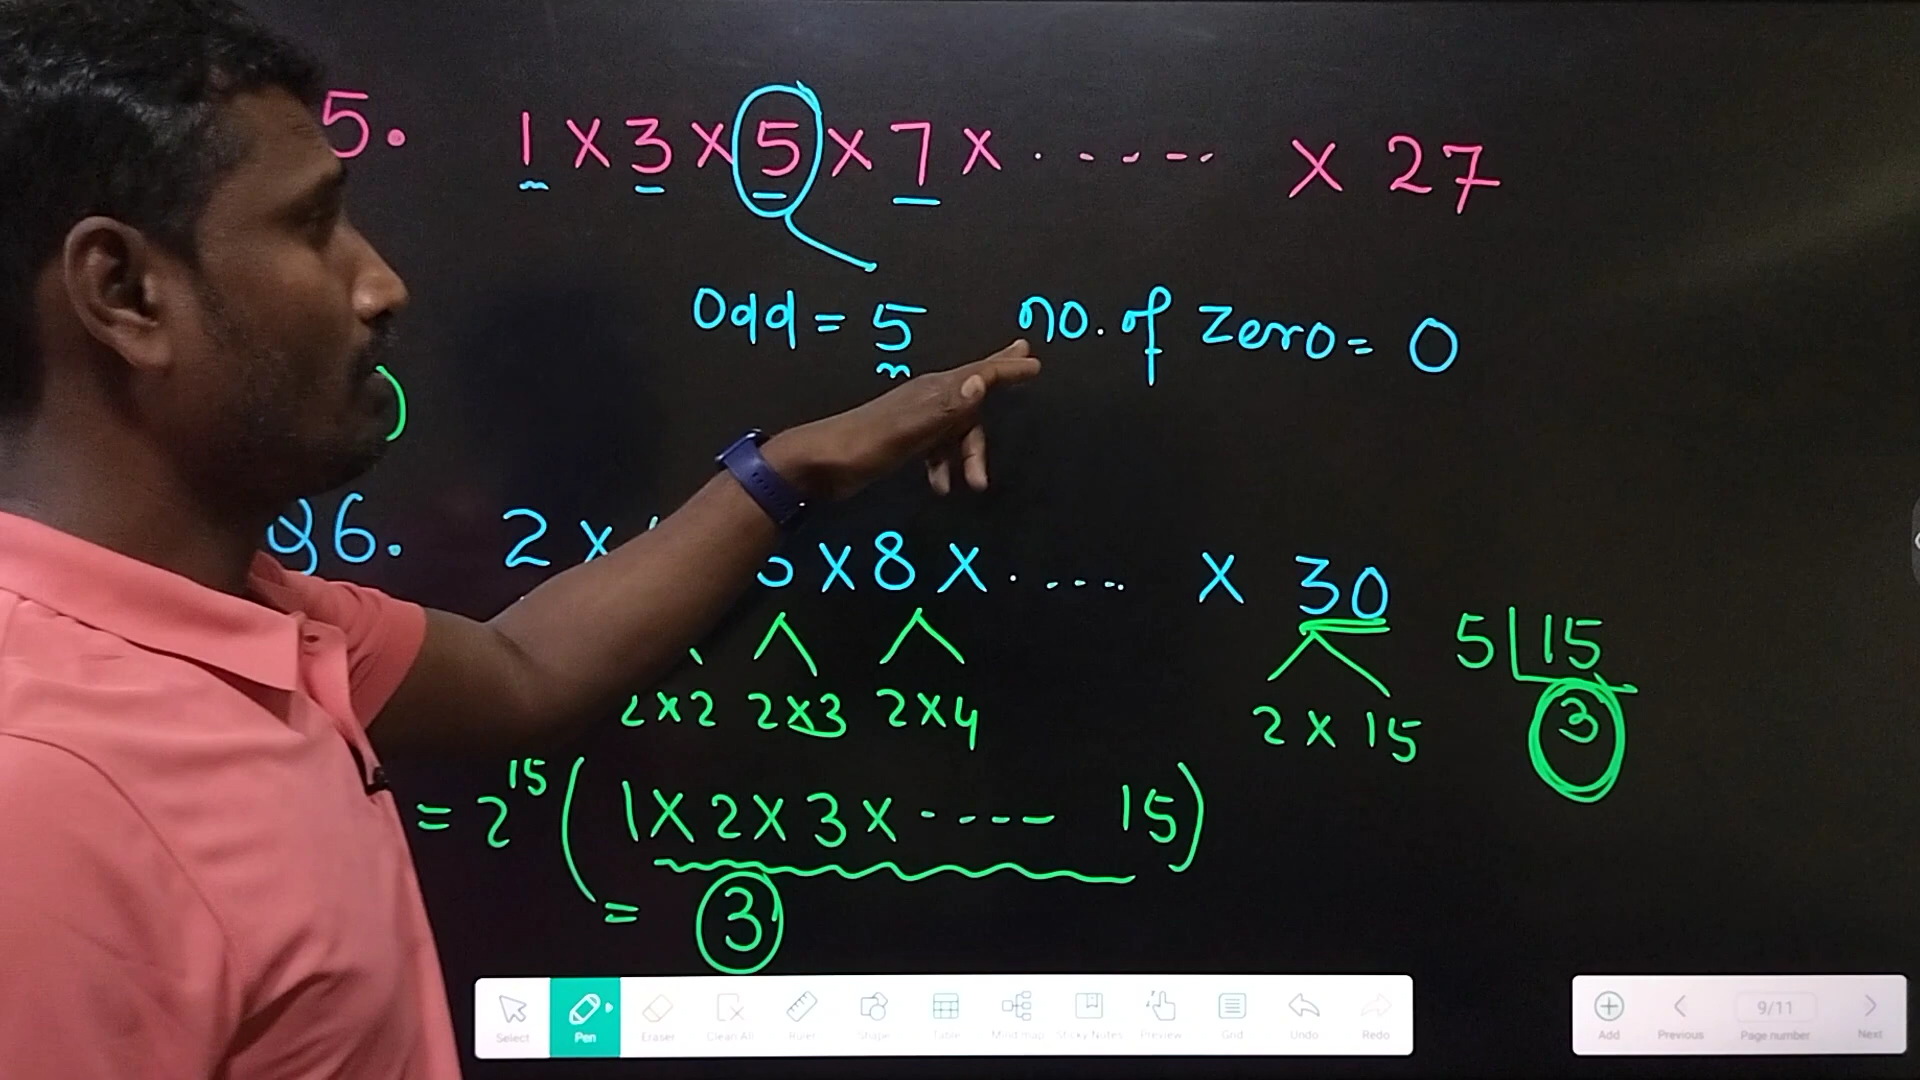 5. 1 x 3 x 5 x 7 x ..... x 27
Odd = 5 no. of zero = 0
)
Q6. 2 x x 8 x ..... x 30
5 15
2x2 2x3 2x4 2 x 15 3
= 2^15 ( 1 x 2 x 3 x ---- 15 )
= 3
Select Pen Eraser Clean All Ruler Shape Table Mind map Sticky Notes Preview Grid Undo Redo
Add Previous 9/11 Page number Next